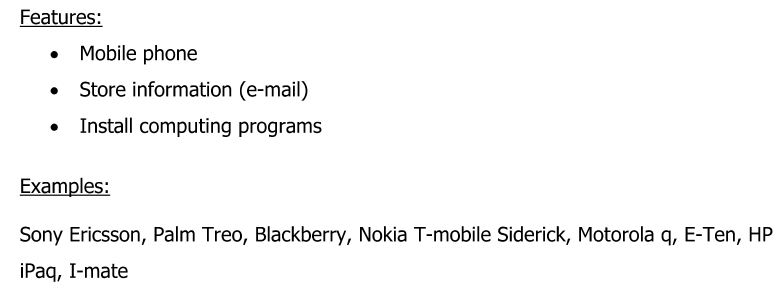 Features:
• Mobile phone
• Store information (e-mail)
• Install computing programs
Examples:
Sony Ericsson, Palm Treo, Blackberry, Nokia T-mobile Siderick, Motorola q, E-Ten, HP
iPaq, I-mate